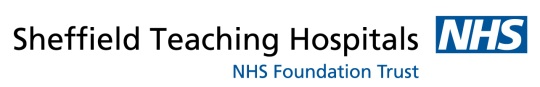 Sheffield Teaching Hospitals NHS
NHS Foundation Trust